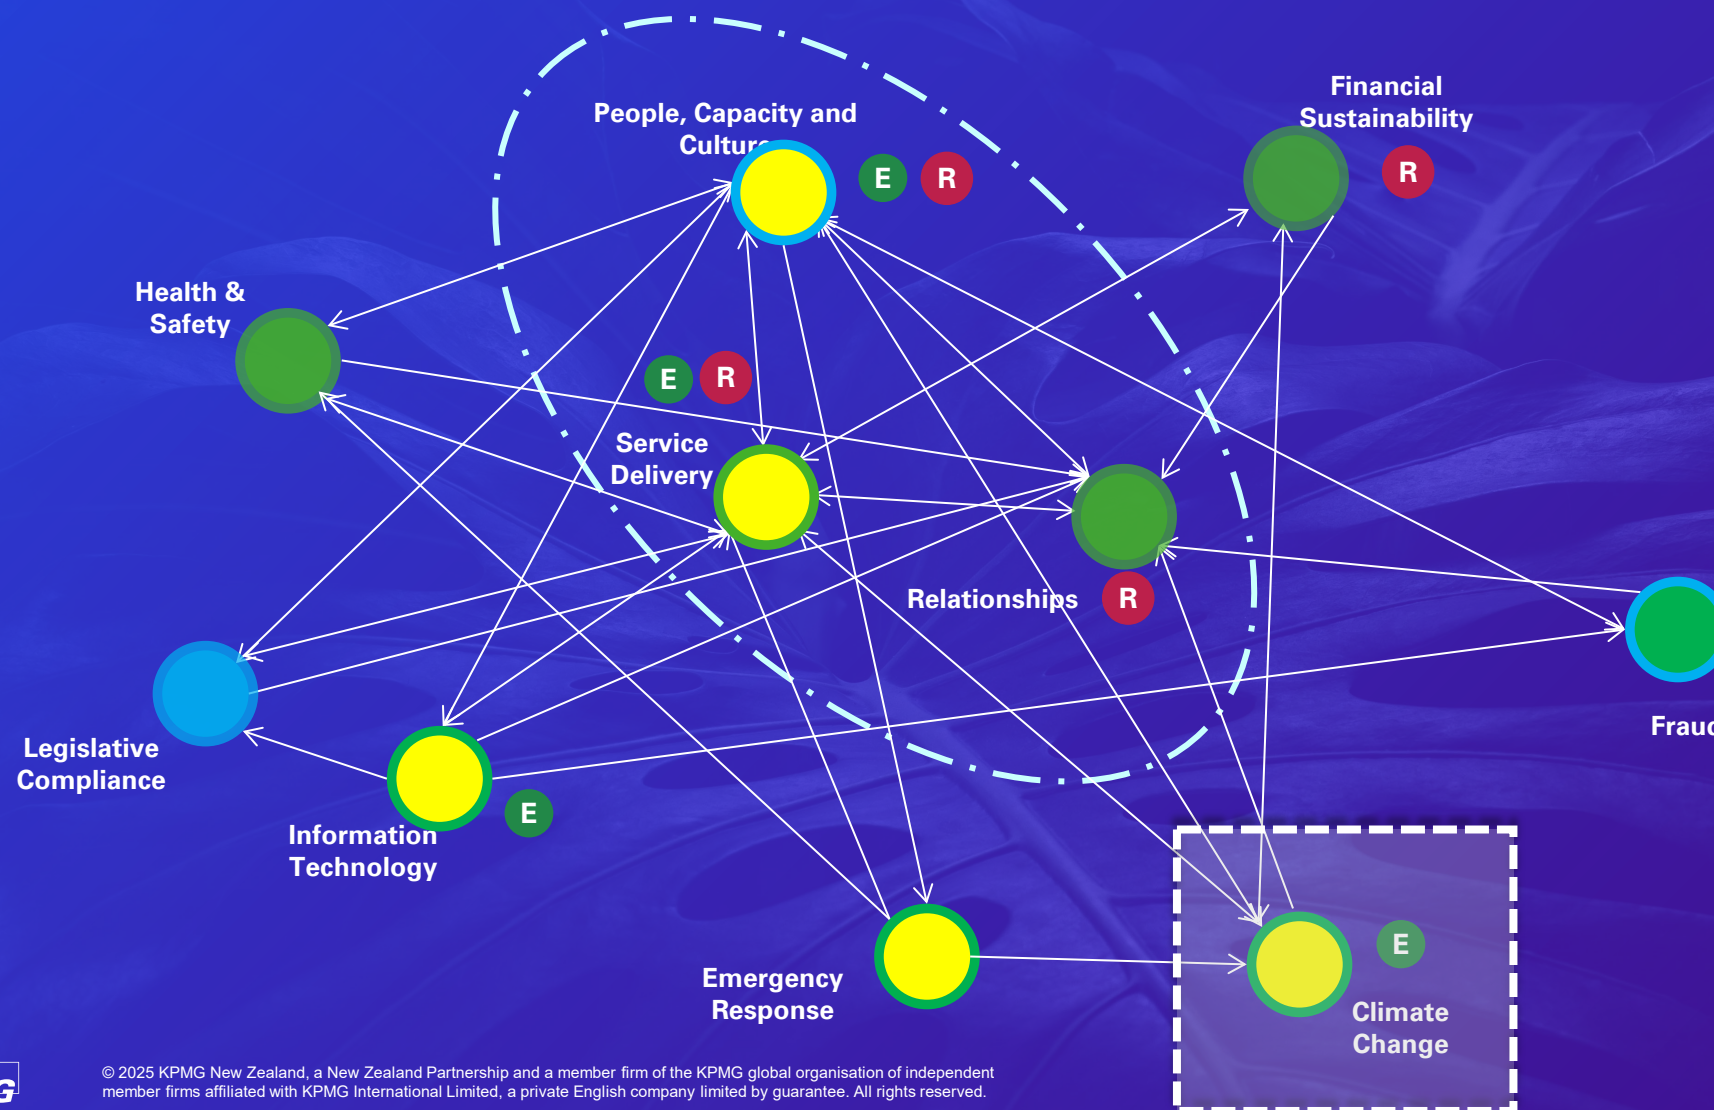 Financial
Sustainability
R
People, Capacity and
Culture
E
R
Health &
Safety
E
R
Service
Delivery
Relationships
R
Legislative
Compliance
Information
Technology
E
Emergency
Response
E
Climate
Change
© 2025 KPMG New Zealand, a New Zealand Partnership and a member firm of the KPMG global organisation of independent
member firms affiliated with KPMG International Limited, a private English company limited by guarantee. All rights reserved.